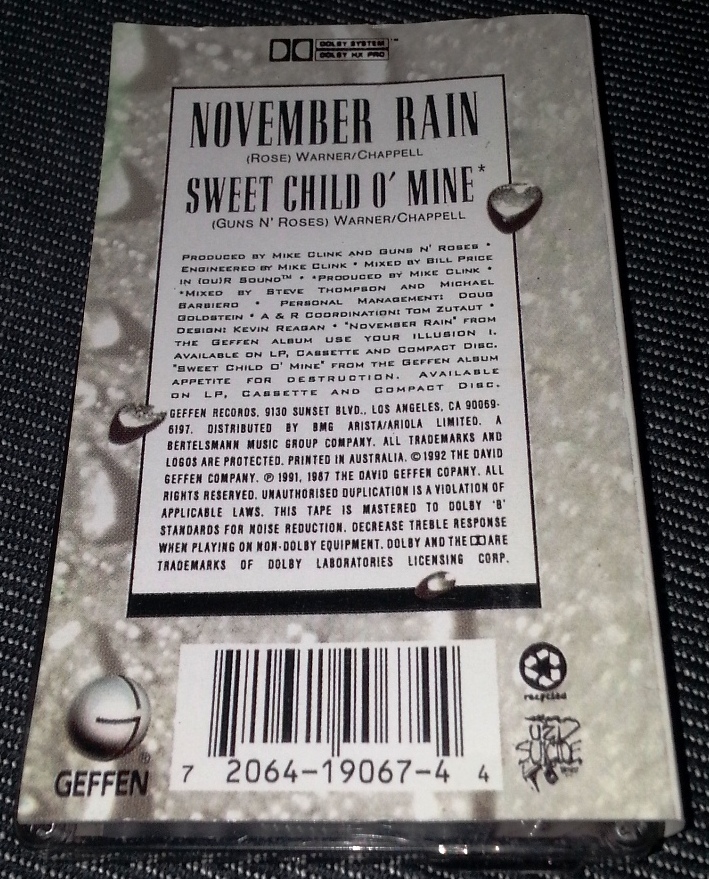 DOLBY SYSTEM ™
DOLBY HX PRO
NOVEMBER RAIN
(ROSE) WARNER/CHAPPELL
SWEET CHILD O' MINE*
(GUNS N' ROSES) WARNER/CHAPPELL
PRODUCED BY MIKE CLINK AND GUNS N' ROSES •
ENGINEERED BY MIKE CLINK • MIXED BY BILL PRICE
IN (OU)R SOUND™ • *PRODUCED BY MIKE CLINK •
*MIXED BY STEVE THOMPSON AND MICHAEL
BARBIERO • PERSONAL MANAGEMENT: DOUG
GOLDSTEIN • A & R COORDINATION: TOM ZUTAUT •
DESIGN: KEVIN REAGAN • "NOVEMBER RAIN" FROM
THE GEFFEN ALBUM USE YOUR ILLUSION I.
AVAILABLE ON LP, CASSETTE AND COMPACT DISC.
"SWEET CHILD O' MINE" FROM THE GEFFEN ALBUM
APPETITE FOR DESTRUCTION. AVAILABLE
ON LP, CASSETTE AND COMPACT DISC.
GEFFEN RECORDS, 9130 SUNSET BLVD., LOS ANGELES, CA 90069-
6197. DISTRIBUTED BY BMG ARISTA/ARIOLA LIMITED. A
BERTELSMANN MUSIC GROUP COMPANY. ALL TRADEMARKS AND
LOGOS ARE PROTECTED. PRINTED IN AUSTRALIA. ©1992 THE DAVID
GEFFEN COMPANY. ℗ 1991, 1987 THE DAVID GEFFEN COPANY. ALL
RIGHTS RESERVED. UNAUTHORISED DUPLICATION IS A VIOLATION OF
APPLICABLE LAWS. THIS TAPE IS MASTERED TO DOLBY 'B'
STANDARDS FOR NOISE REDUCTION. DECREASE TREBLE RESPONSE
WHEN PLAYING ON NON-DOLBY EQUIPMENT. DOLBY AND THE ARE
TRADEMARKS OF DOLBY LABORATORIES LICENSING CORP.
GEFFEN ®
7 2064-19067-4 4
recycled
UZI
SUICIDE